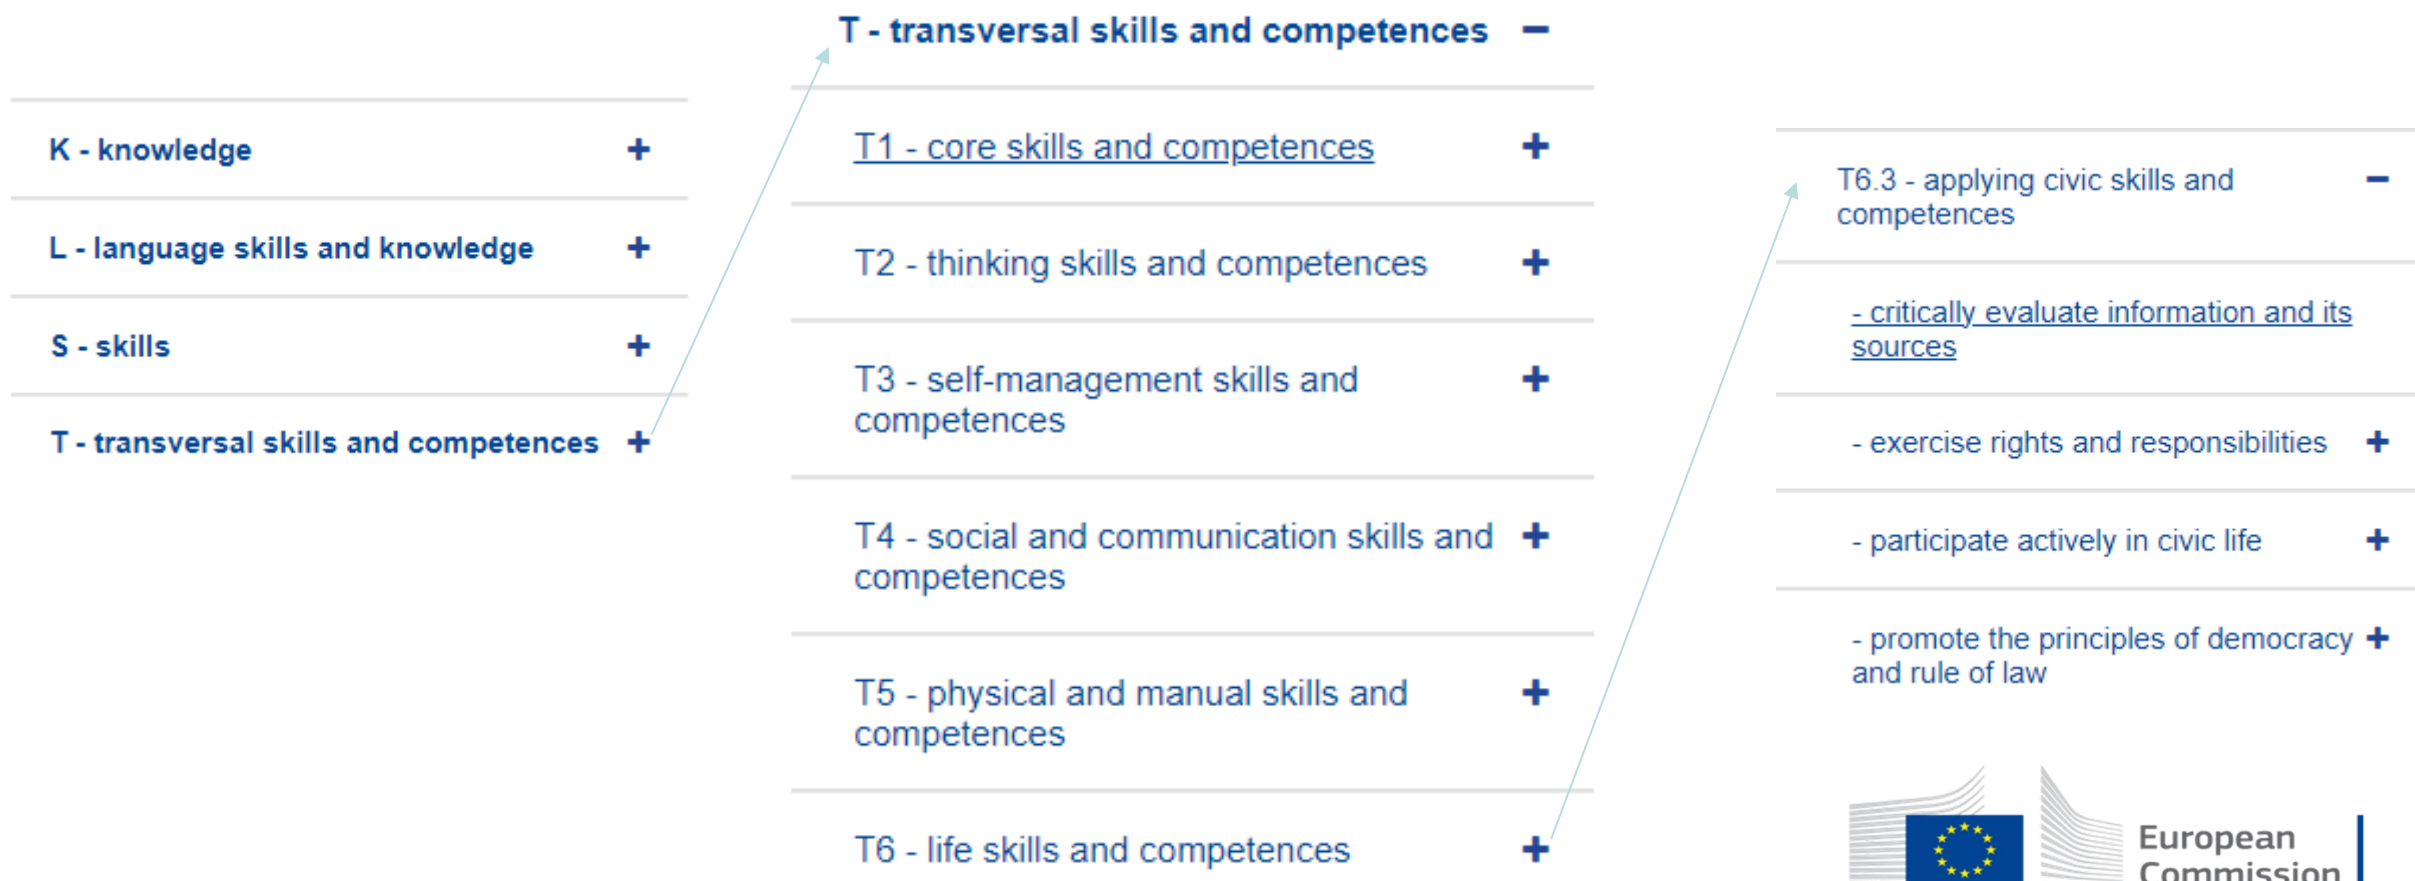 K - knowledge +
L - language skills and knowledge +
S - skills +
T - transversal skills and competences +
T - transversal skills and competences −
T1 - core skills and competences +
T2 - thinking skills and competences +
T3 - self-management skills and +
competences
T4 - social and communication skills and +
competences
T5 - physical and manual skills and +
competences
T6 - life skills and competences +
T6.3 - applying civic skills and −
competences
- critically evaluate information and its
sources
- exercise rights and responsibilities +
- participate actively in civic life +
- promote the principles of democracy +
and rule of law
European
Commission